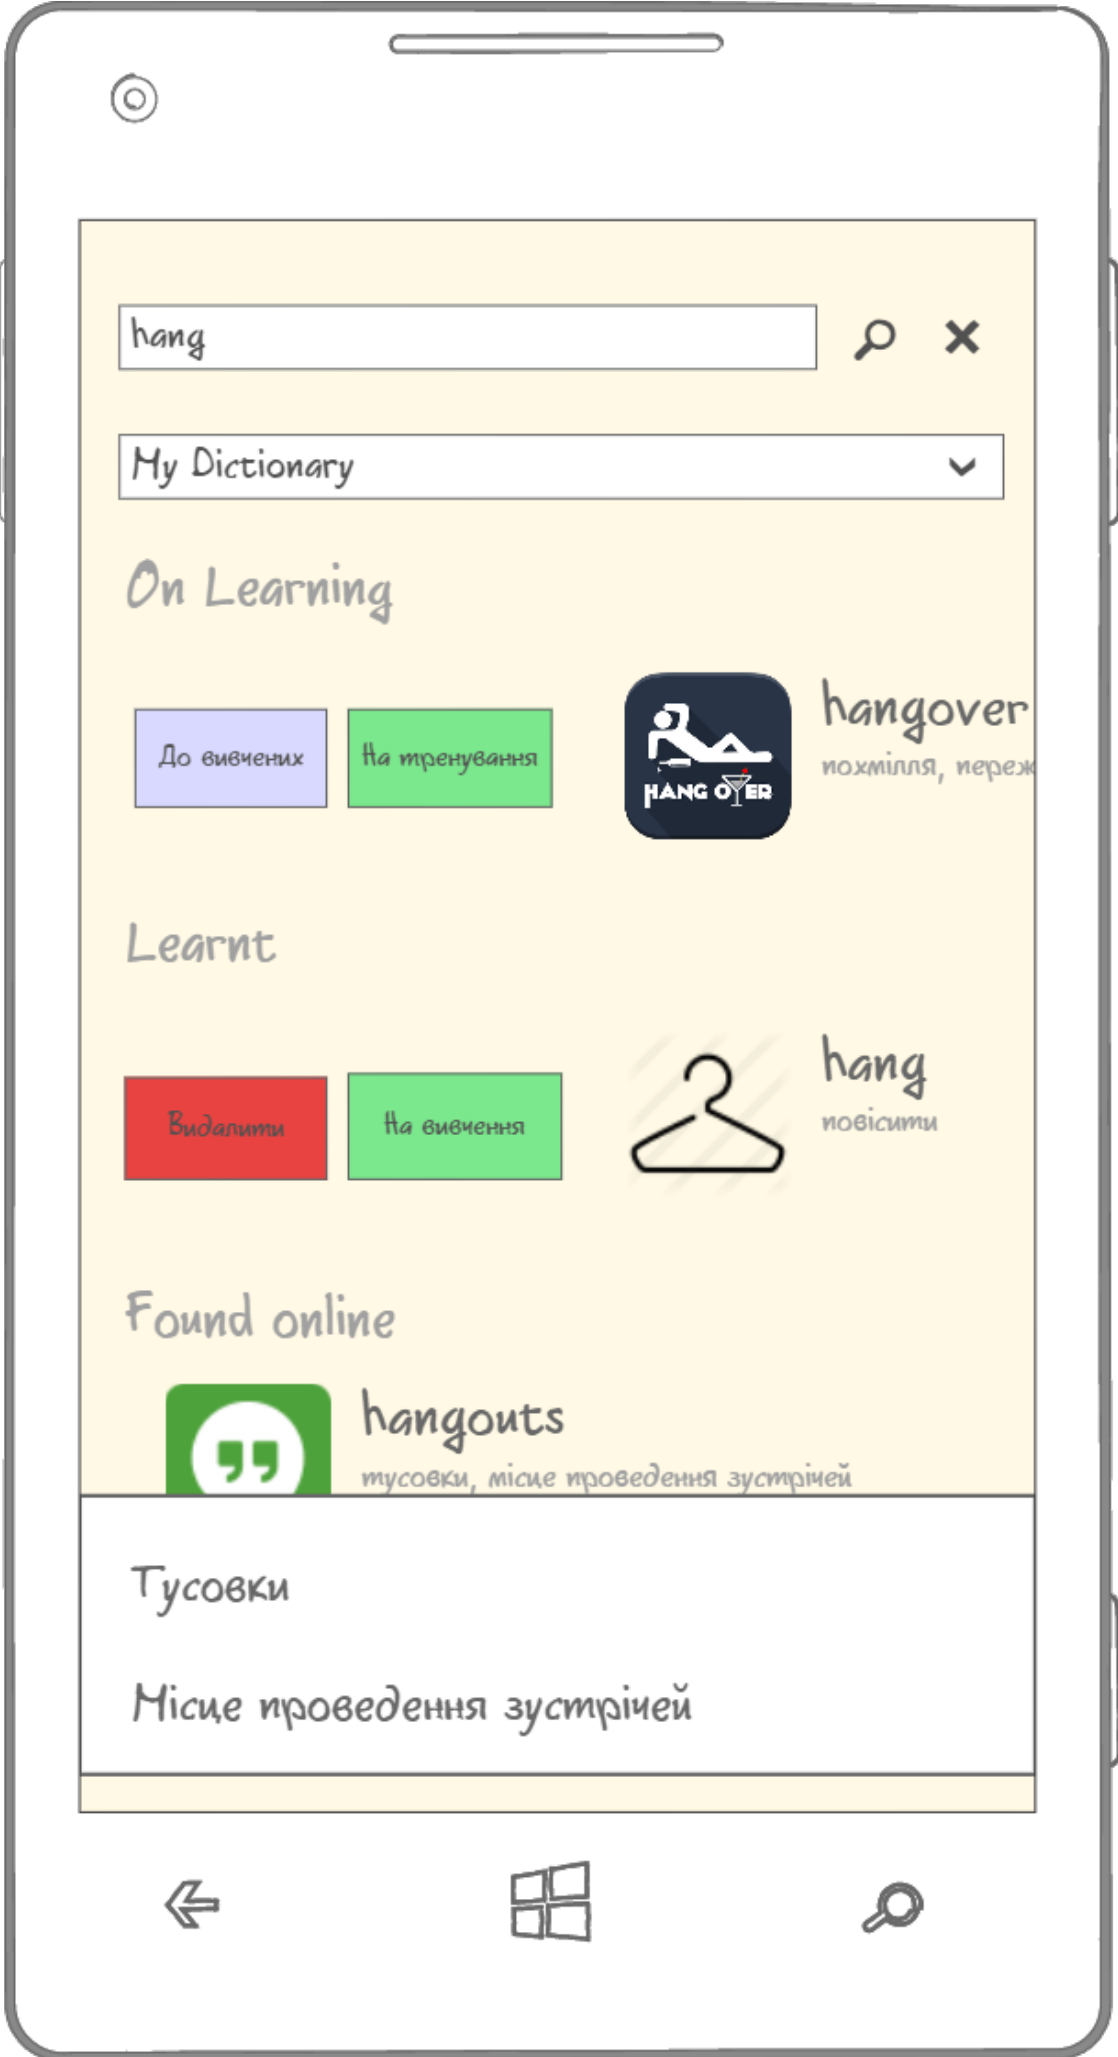 hang
My Dictionary
On Learning
До вивчених
На тренування
HANG OVER
hangover
похмілля, переж
Learnt
Видалити
На вивчення
hang
повісити
Found online
hangouts
тусовки, місце проведення зустрічей
Тусовки
Місце проведення зустрічей